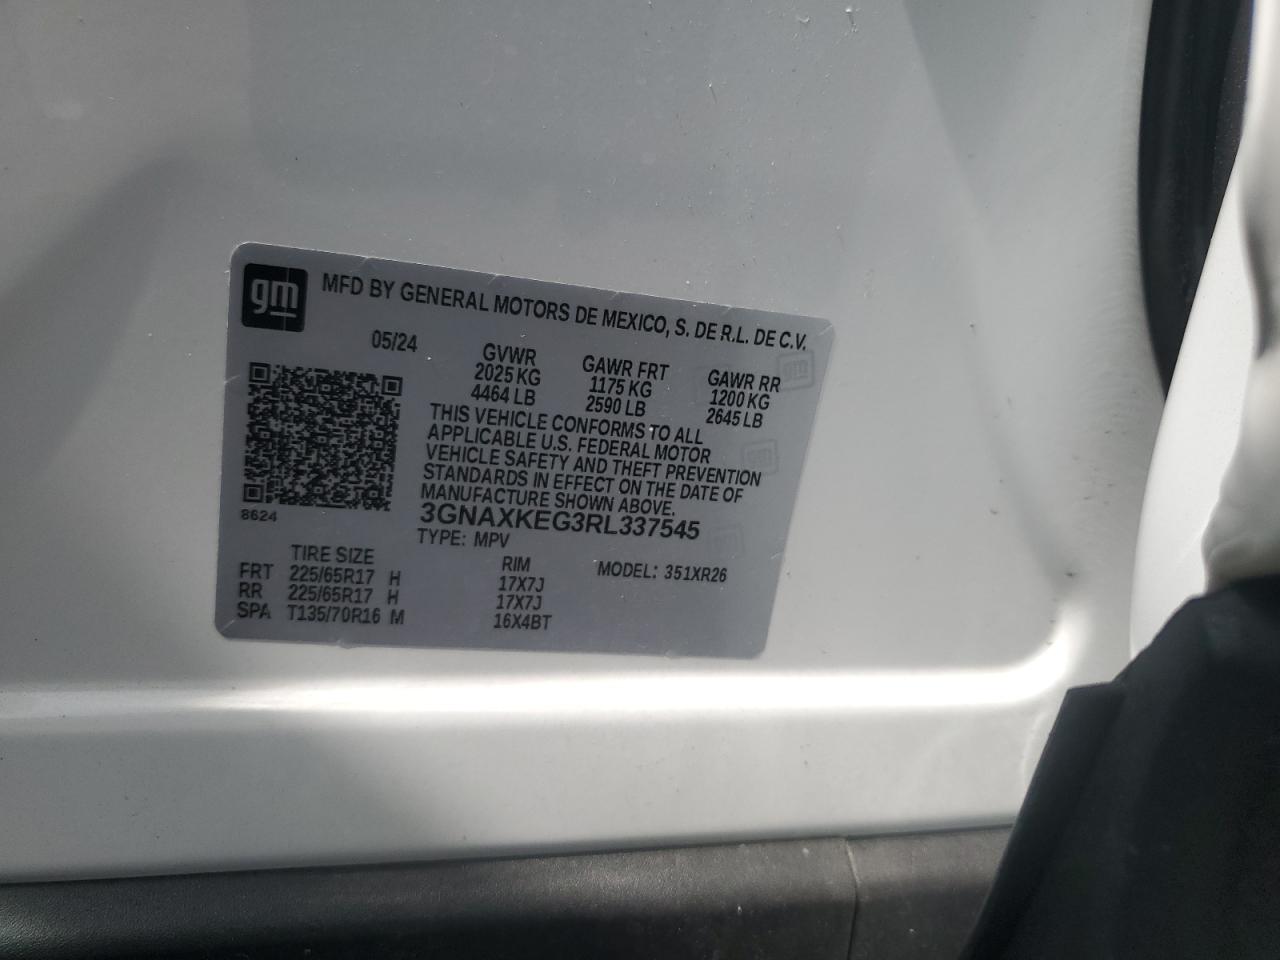 gm
MFD BY GENERAL MOTORS DE MEXICO, S. DE R.L. DE C.V.
05/24
GVWR GAWR FRT GAWR RR
2025 KG 1175 KG 1200 KG
4464 LB 2590 LB 2645 LB
THIS VEHICLE CONFORMS TO ALL
APPLICABLE U.S. FEDERAL MOTOR
VEHICLE SAFETY AND THEFT PREVENTION
STANDARDS IN EFFECT ON THE DATE OF
MANUFACTURE SHOWN ABOVE.
8624
3GNAXKEG3RL337545
TYPE: MPV
MODEL: 351XR26
TIRE SIZE RIM
FRT 225/65R17 H 17X7J
RR 225/65R17 H 17X7J
SPA T135/70R16 M 16X4BT